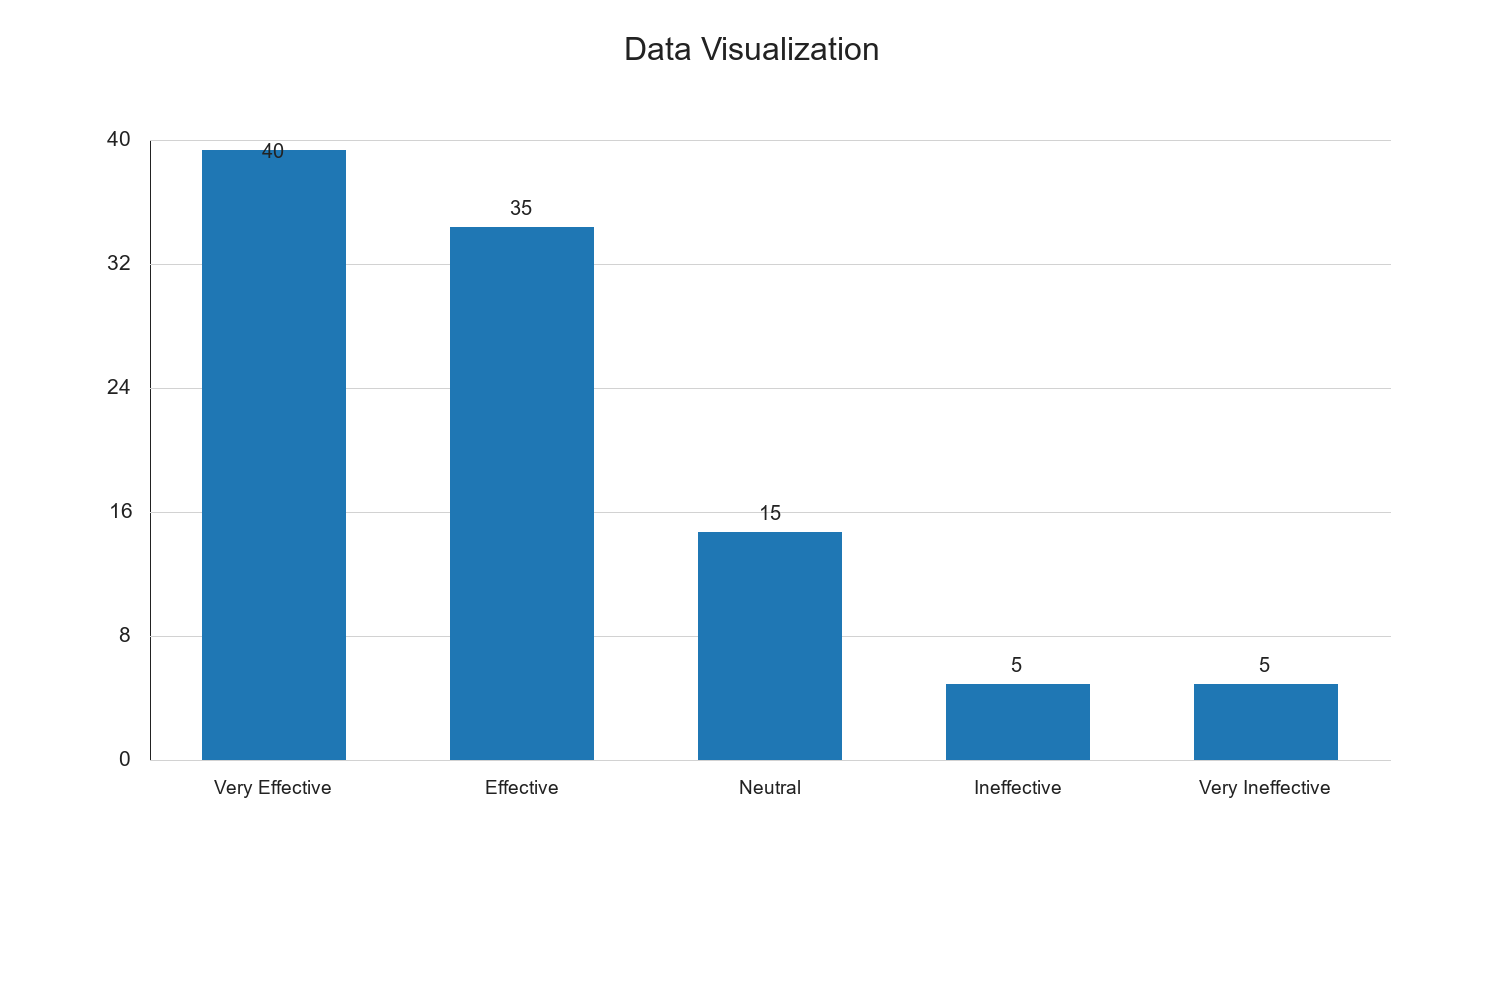 Data Visualization
40
40
35
32
24
16
15
8
5
5
0
Very Effective
Effective
Neutral
Ineffective
Very Ineffective